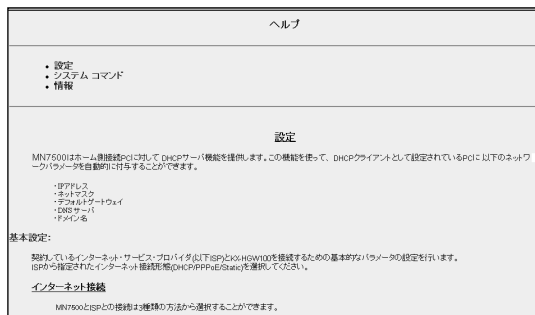 ヘルプ
• 設定
• システム コマンド
• 情報
設定
MN7500はホーム側接続PCに対して DHCPサーバ機能を提供します。この機能を使って、DHCPクライアントとして設定されているPCに以下のネットワ
ークパラメータを自動的に付与することができます。
・IPアドレス
・ネットマスク
・デフォルトゲートウェイ
・DNS サーバ
・ドメイン名
基本設定:
契約しているインターネット・サービス・プロバイダ(以下ISP)とKX-HGW100を接続するための基本的なパラメータの設定を行います。
ISPから指定されたインターネット接続形態(DHCP/PPPoE/Static)を選択してください。
インターネット接続
MN7500とISPとの接続は3種類の方法から選択することができます。